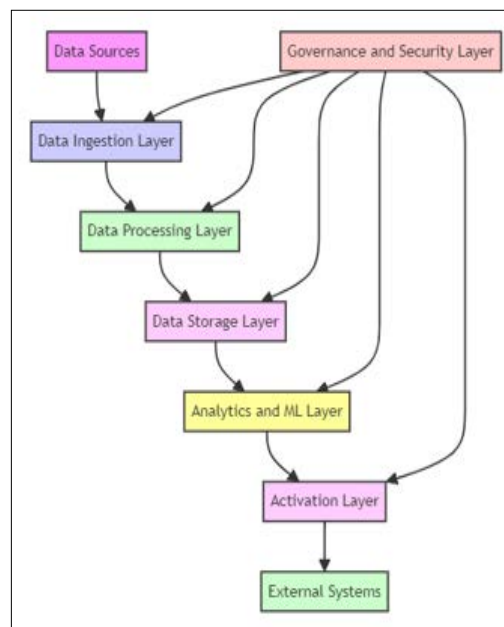 Data Sources
Governance and Security Layer
Data Ingestion Layer
Data Processing Layer
Data Storage Layer
Analytics and ML Layer
Activation Layer
External Systems